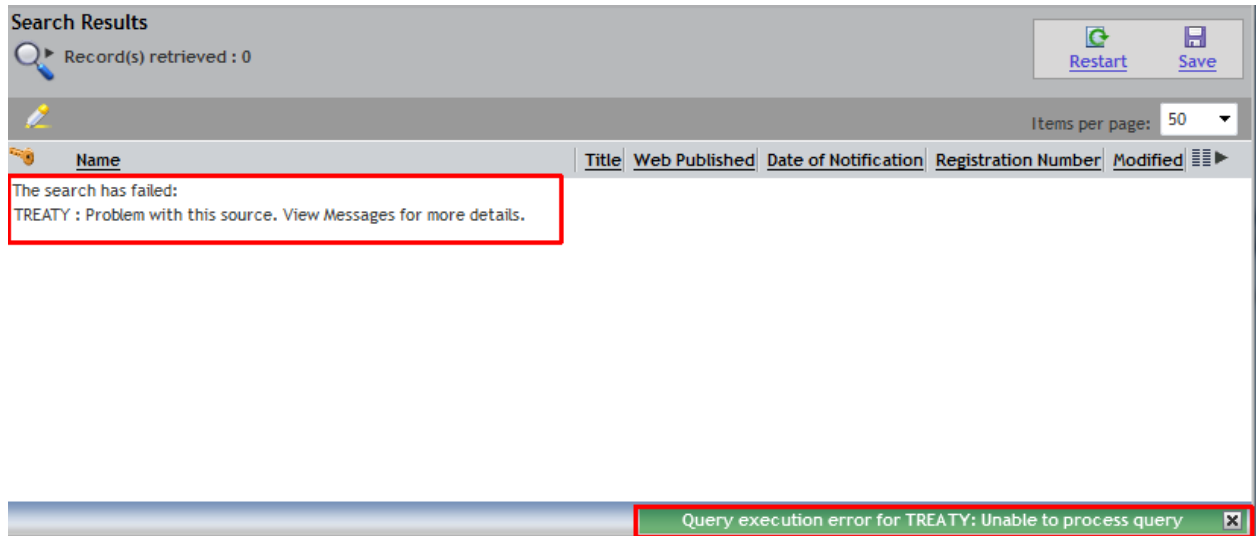 Search Results
Record(s) retrieved : 0
Restart Save
Items per page: 50
Name Title Web Published Date of Notification Registration Number Modified
The search has failed:
TREATY : Problem with this source. View Messages for more details.
Query execution error for TREATY: Unable to process query